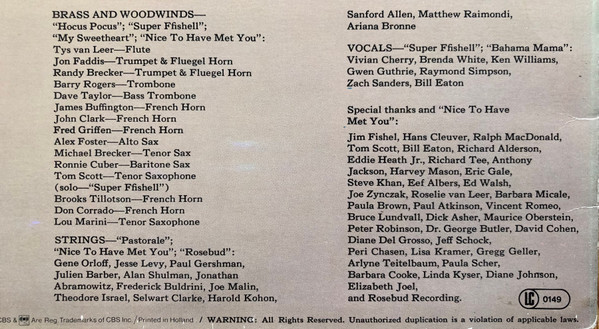 BRASS AND WOODWINDS—
"Hocus Pocus"; "Super Ffishell";
"My Sweetheart"; "Nice To Have Met You":
Tys van Leer—Flute
Jon Faddis—Trumpet & Fluegel Horn
Randy Brecker—Trumpet & Fluegel Horn
Barry Rogers—Trombone
Dave Taylor—Bass Trombone
James Buffington—French Horn
John Clark—French Horn
Fred Griffen—French Horn
Alex Foster—Alto Sax
Michael Brecker—Tenor Sax
Ronnie Cuber—Baritone Sax
Tom Scott—Tenor Saxophone
(solo—"Super Ffishell")
Brooks Tillotson—French Horn
Don Corrado—French Horn
Lou Marini—Tenor Saxophone
STRINGS—"Pastorale";
"Nice To Have Met You"; "Rosebud":
Gene Orloff, Jesse Levy, Paul Gershman,
Julien Barber, Alan Shulman, Jonathan
Abramowitz, Frederick Buldrini, Joe Malin,
Theodore Israel, Selwart Clarke, Harold Kohon,
Sanford Allen, Matthew Raimondi,
Ariana Bronne
VOCALS—"Super Ffishell"; "Bahama Mama":
Vivian Cherry, Brenda White, Ken Williams,
Gwen Guthrie, Raymond Simpson,
Zach Sanders, Bill Eaton
Special thanks and "Nice To Have
Met You":
Jim Fishel, Hans Cleuver, Ralph MacDonald,
Tom Scott, Bill Eaton, Richard Alderson,
Eddie Heath Jr., Richard Tee, Anthony
Jackson, Harvey Mason, Eric Gale,
Steve Khan, Eef Albers, Ed Walsh,
Joe Zynczak, Roselie van Leer, Barbara Micale,
Paula Brown, Paul Atkinson, Vincent Romeo,
Bruce Lundvall, Dick Asher, Maurice Oberstein,
Peter Robinson, Dr. George Butler, David Cohen,
Diane Del Grosso, Jeff Schock,
Peri Chasen, Lisa Kramer, Gregg Geller,
Arlyne Teitelbaum, Paula Scher,
Barbara Cooke, Linda Kyser, Diane Johnson,
Elizabeth Joel,
and Rosebud Recording.
LC 0149
CBS & Are Reg. Trademarks of CBS Inc. / Printed in Holland / WARNING: All Rights Reserved. Unauthorized duplication is a violation of applicable laws.